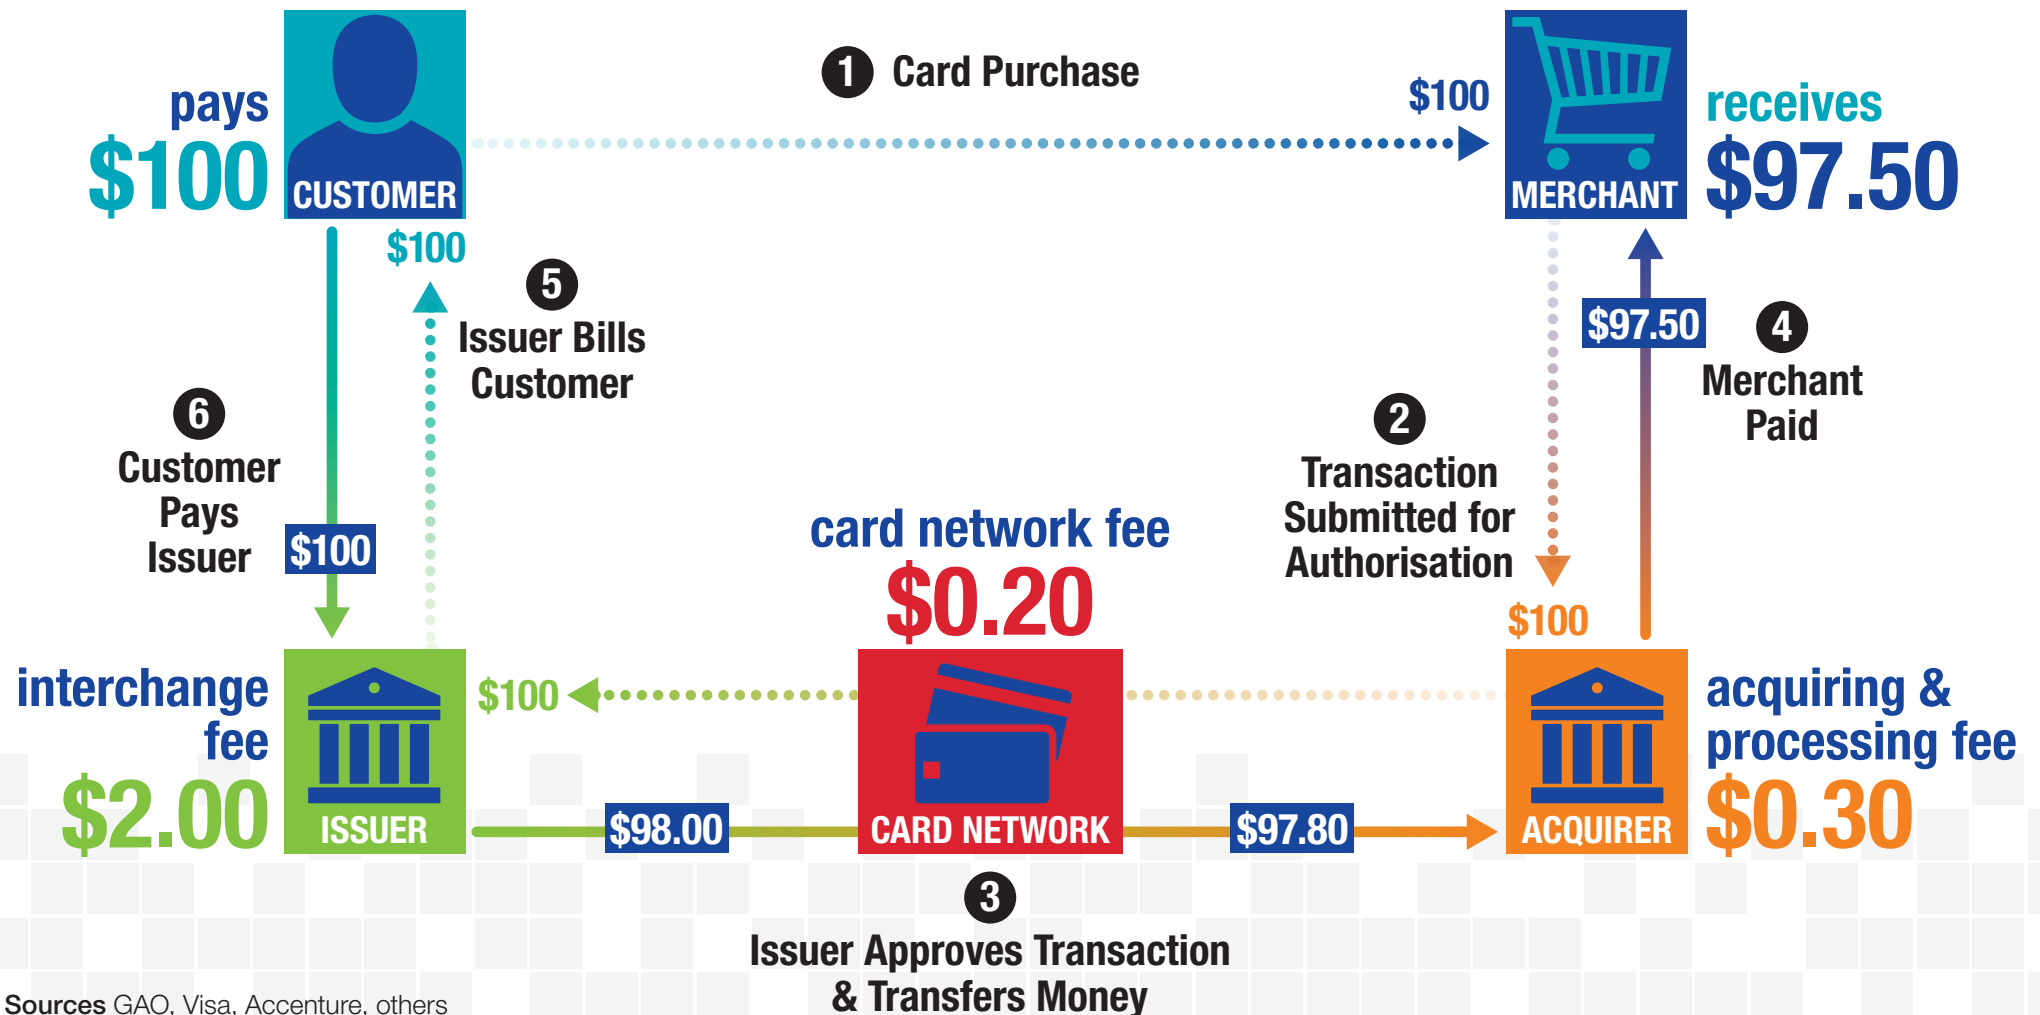 1 Card Purchase
pays
$100
CUSTOMER
$100
MERCHANT
receives
$97.50
$100
5
Issuer Bills
Customer
6
Customer
Pays
Issuer
$100
$97.50
4
Merchant
Paid
2
Transaction
Submitted for
Authorisation
$100
card network fee
$0.20
interchange
fee
$2.00
ISSUER
$100
$98.00
CARD NETWORK
$97.80
ACQUIRER
acquiring &
processing fee
$0.30
3
Issuer Approves Transaction
& Transfers Money
Sources GAO, Visa, Accenture, others